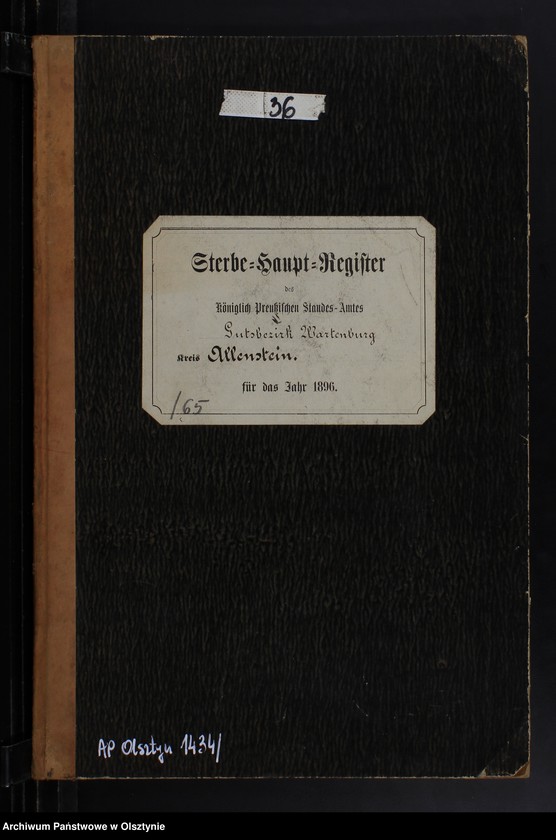 36
Sterbe-Haupt-Register
des
Königlich Preußischen Standes-Amtes
Gutsbezirk Wartenburg
Kreis Allenstein.
für das Jahr 1896.
/65
AP Olsztyn 1434/
Archiwum Państwowe w Olsztynie